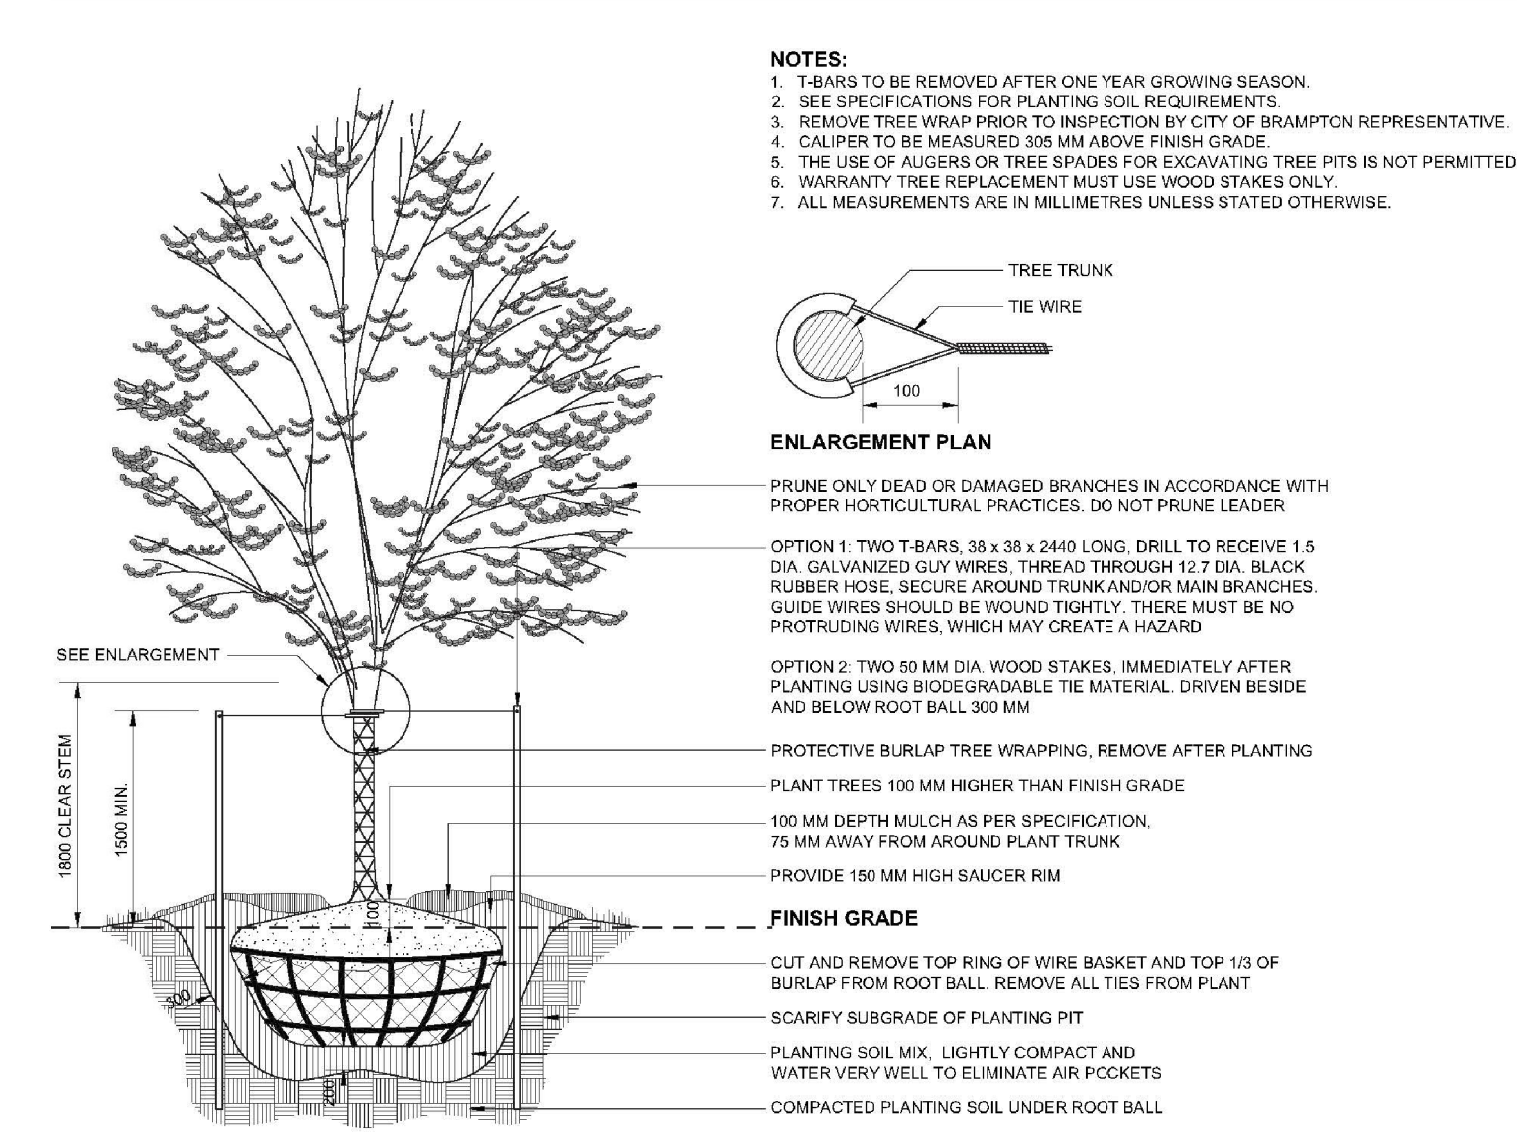 NOTES:
1. T-BARS TO BE REMOVED AFTER ONE YEAR GROWING SEASON.
2. SEE SPECIFICATIONS FOR PLANTING SOIL REQUIREMENTS.
3. REMOVE TREE WRAP PRIOR TO INSPECTION BY CITY OF BRAMPTON REPRESENTATIVE.
4. CALIPER TO BE MEASURED 305 MM ABOVE FINISH GRADE.
5. THE USE OF AUGERS OR TREE SPADES FOR EXCAVATING TREE PITS IS NOT PERMITTED
6. WARRANTY TREE REPLACEMENT MUST USE WOOD STAKES ONLY.
7. ALL MEASUREMENTS ARE IN MILLIMETRES UNLESS STATED OTHERWISE.
TREE TRUNK
TIE WIRE
100
ENLARGEMENT PLAN
PRUNE ONLY DEAD OR DAMAGED BRANCHES IN ACCORDANCE WITH
PROPER HORTICULTURAL PRACTICES. DO NOT PRUNE LEADER
OPTION 1: TWO T-BARS, 38 x 38 x 2440 LONG, DRILL TO RECEIVE 1.5
DIA. GALVANIZED GUY WIRES, THREAD THROUGH 12.7 DIA. BLACK
RUBBER HOSE, SECURE AROUND TRUNK AND/OR MAIN BRANCHES.
GUIDE WIRES SHOULD BE WOUND TIGHTLY. THERE MUST BE NO
PROTRUDING WIRES, WHICH MAY CREATE A HAZARD
SEE ENLARGEMENT
OPTION 2: TWO 50 MM DIA. WOOD STAKES, IMMEDIATELY AFTER
PLANTING USING BIODEGRADABLE TIE MATERIAL. DRIVEN BESIDE
AND BELOW ROOT BALL 300 MM
1800 CLEAR STEM
1500 MIN.
PROTECTIVE BURLAP TREE WRAPPING, REMOVE AFTER PLANTING
PLANT TREES 100 MM HIGHER THAN FINISH GRADE
100 MM DEPTH MULCH AS PER SPECIFICATION,
75 MM AWAY FROM AROUND PLANT TRUNK
PROVIDE 150 MM HIGH SAUCER RIM
100
FINISH GRADE
CUT AND REMOVE TOP RING OF WIRE BASKET AND TOP 1/3 OF
BURLAP FROM ROOT BALL. REMOVE ALL TIES FROM PLANT
300
SCARIFY SUBGRADE OF PLANTING PIT
PLANTING SOIL MIX, LIGHTLY COMPACT AND
WATER VERY WELL TO ELIMINATE AIR POCKETS
200
COMPACTED PLANTING SOIL UNDER ROOT BALL